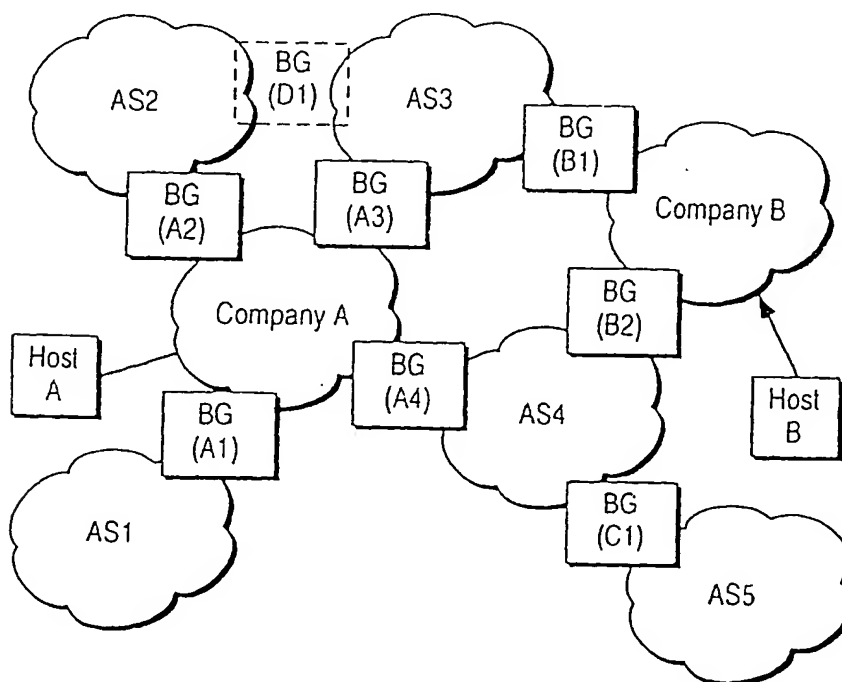 AS2
BG
(D1)
AS3
BG
(B1)
BG
(A2)
BG
(A3)
Company B
Company A
BG
(B2)
Host
A
BG
(A4)
BG
(A1)
AS4
Host
B
AS1
BG
(C1)
AS5